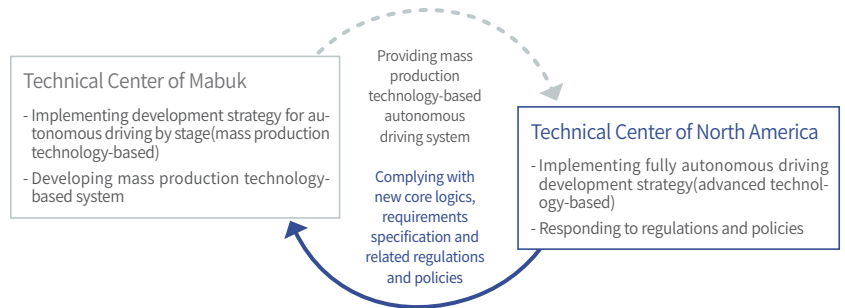 Technical Center of Mabuk
- Implementing development strategy for au-
tonomous driving by stage(mass production
technology-based)
- Developing mass production technology-
based system
Providing mass
production
technology-based
autonomous
driving system
Complying with
new core logics,
requirements
specification and
related regulations
and policies
Technical Center of North America
- Implementing fully autonomous driving
development strategy(advanced technol-
ogy-based)
- Responding to regulations and policies